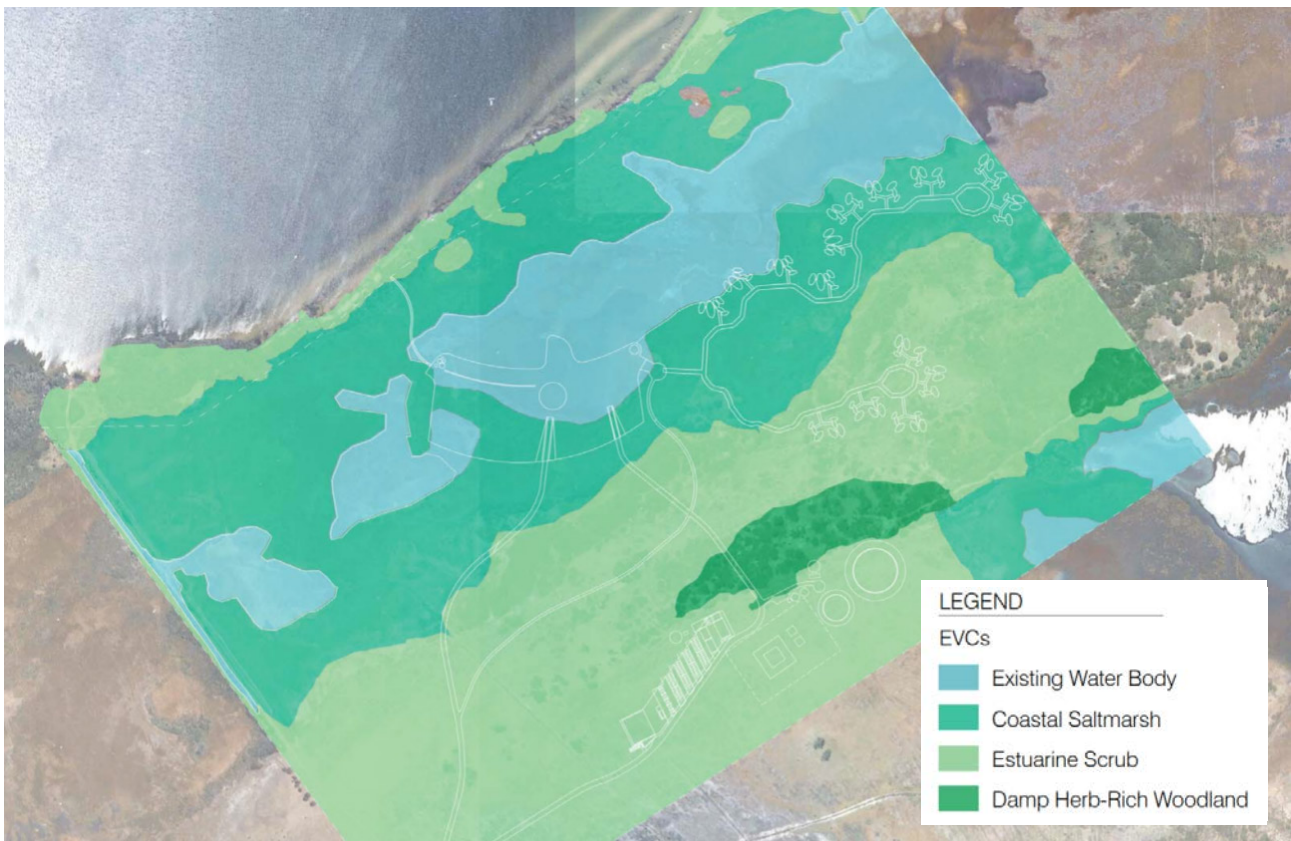 LEGEND
EVCs
Existing Water Body
Coastal Saltmarsh
Estuarine Scrub
Damp Herb-Rich Woodland